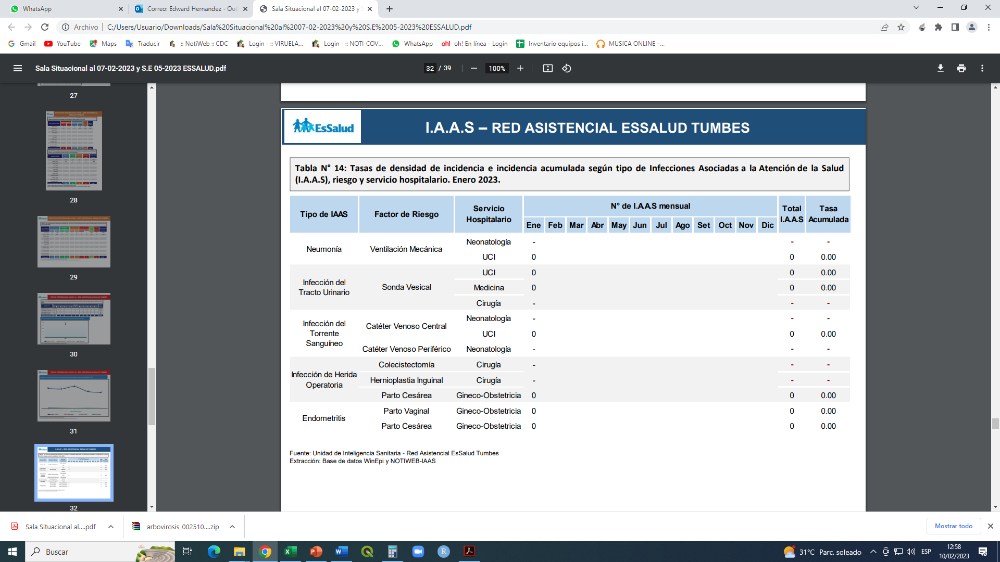 WhatsApp
Correo: Edward Hernandez - Out
Sala Situacional al 07-02-2023 y S
Archivo
C:/Users/Usuario/Downloads/Sala%20Situacional%20al%2007-02-2023%20y%20S.E%2005-2023%20ESSALUD.pdf
Gmail
YouTube
Maps
Traducir
:: NotiWeb :: CDC
Login - :: VIRUELA...
Login - :: NOTI-COV...
WhatsApp
oh! oh! En línea - Login
Inventario equipos i...
MUSICA ONLINE –...
Sala Situacional al 07-02-2023 y S.E 05-2023 ESSALUD.pdf
32 / 39
100%
27
28
29
30
31
32
EsSalud
I.A.A.S – RED ASISTENCIAL ESSALUD TUMBES
Tabla N° 14: Tasas de densidad de incidencia e incidencia acumulada según tipo de Infecciones Asociadas a la Atención de la Salud
(I.A.A.S), riesgo y servicio hospitalario. Enero 2023.
Tipo de IAAS Factor de Riesgo Servicio Hospitalario N° de I.A.A.S mensual Total I.A.A.S Tasa Acumulada
Ene Feb Mar Abr May Jun Jul Ago Set Oct Nov Dic
Neumonía Ventilación Mecánica Neonatología - - -
UCI 0 0 0.00
Infección del Tracto Urinario Sonda Vesical UCI 0 0 0.00
Medicina 0 0 0.00
Cirugía - - -
Infección del Torrente Sanguíneo Catéter Venoso Central Neonatología - - -
UCI 0 0 0.00
Catéter Venoso Periférico Neonatología - - -
Infección de Herida Operatoria Colecistectomía Cirugía - - -
Hernioplastia Inguinal Cirugía - - -
Parto Cesárea Gineco-Obstetricia 0 0 0.00
Endometritis Parto Vaginal Gineco-Obstetricia 0 0 0.00
Parto Cesárea Gineco-Obstetricia 0 0 0.00
Fuente: Unidad de Inteligencia Sanitaria - Red Asistencial EsSalud Tumbes
Extracción: Base de datos WinEpi y NOTIWEB-IAAS
Sala Situacional al....pdf
arbovirosis_002510....zip
Mostrar todo
Buscar
31°C Parc. soleado
ESP
12:58
10/02/2023